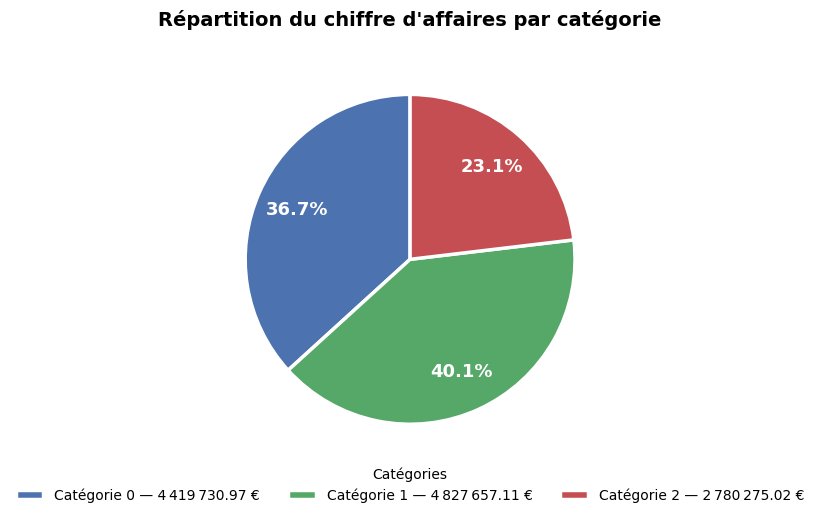 Répartition du chiffre d'affaires par catégorie
23.1%
36.7%
40.1%
Catégories
Catégorie 0 — 4 419 730.97 €
Catégorie 1 — 4 827 657.11 €
Catégorie 2 — 2 780 275.02 €